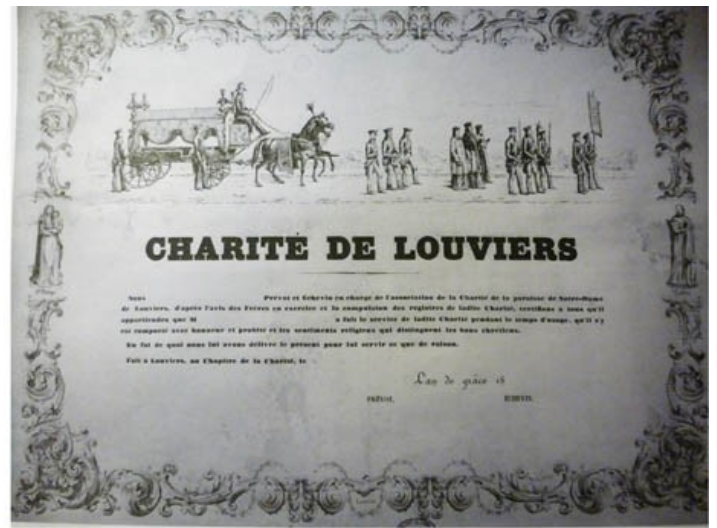 CHARITÉ DE LOUVIERS
Nous Prévot et Echevin en charge de l'association de la Charité de la paroisse de Notre-Dame
de Louviers, d'après l'avis des Frères en exercice et la compulsion des registres de ladite Charité, certifions à tous qu'il
appartiendra que M a fait le service de ladite Charité pendant le temps d'usage, qu'il s'y
est comporté avec honneur et probité et les sentiments religieux qui distinguent les bons chrétiens.
En foi de quoi nous lui avons délivré le présent pour lui servir ce que de raison.
Fait à Louviers, au Chapitre de la Charité, le
L'an de grâce 18
PRÉVOT, ÉCHEVIN,